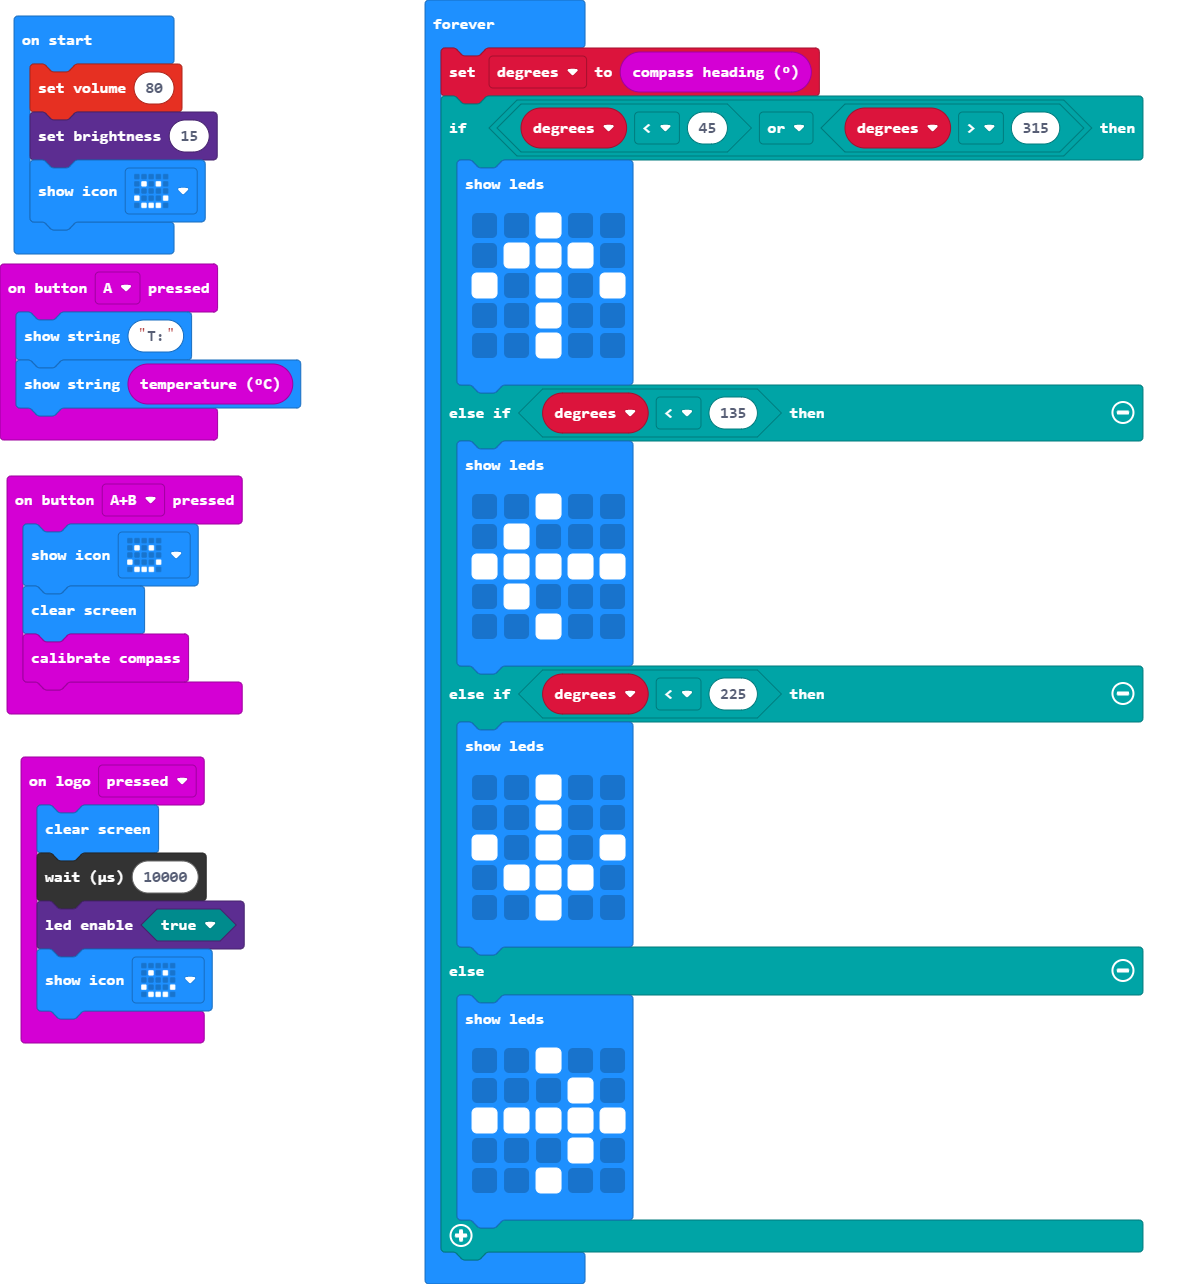 on start
set volume 80
set brightness 15
show icon
on button A pressed
show string "T:"
show string temperature (ºC)
on button A+B pressed
show icon
clear screen
calibrate compass
on logo pressed
clear screen
wait (µs) 10000
led enable true
show icon
forever
set degrees to compass heading (º)
if degrees < 45 or degrees > 315 then
show leds
else if degrees < 135 then
show leds
else if degrees < 225 then
show leds
else
show leds